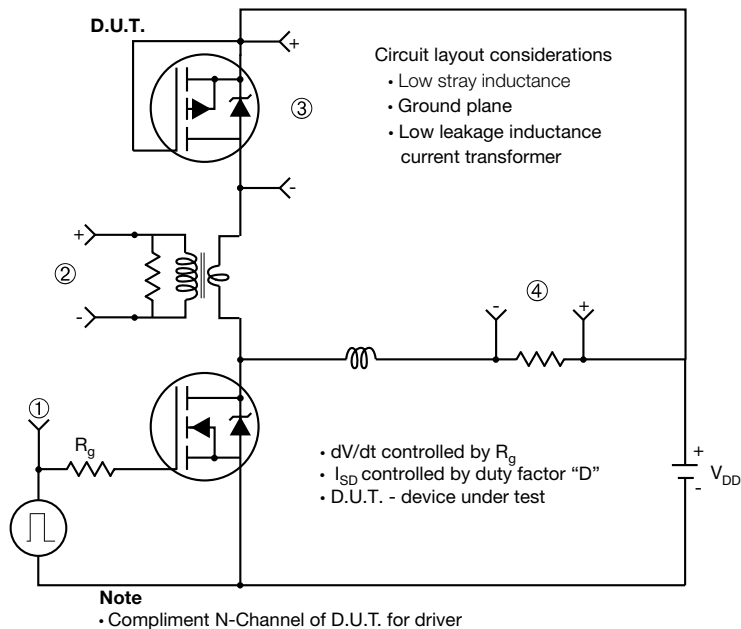 D.U.T.
+
Circuit layout considerations
• Low stray inductance
③
• Ground plane
• Low leakage inductance
current transformer
-
+
②
④
-
- +
①
Rg
• dV/dt controlled by Rg
• ISD controlled by duty factor “D”
• D.U.T. - device under test
+
VDD
-
Note
• Compliment N-Channel of D.U.T. for driver